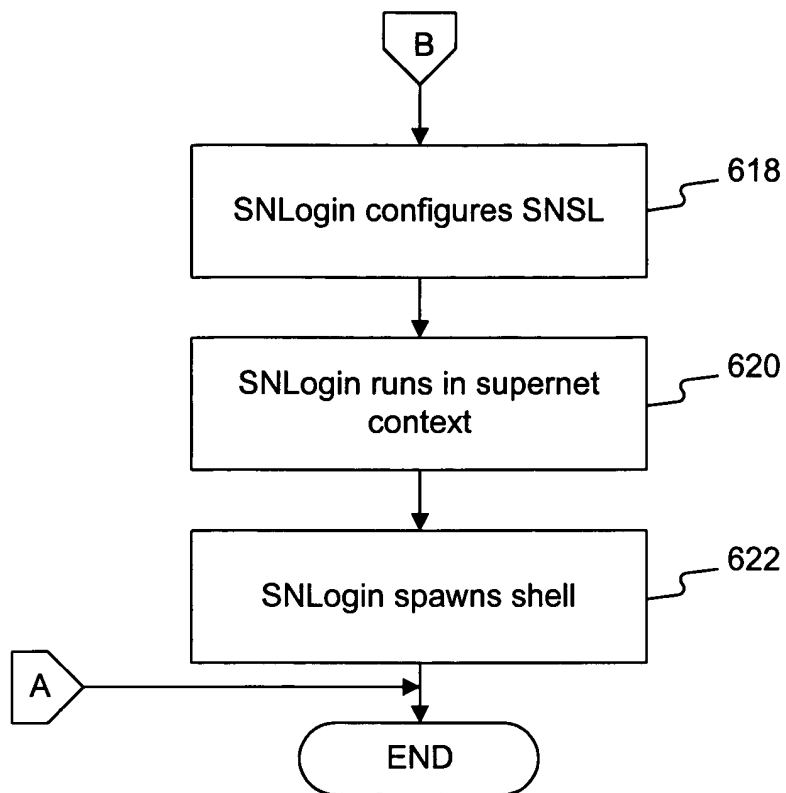 B
SNLogin configures SNSL
618
SNLogin runs in supernet
context
620
SNLogin spawns shell
622
A
END